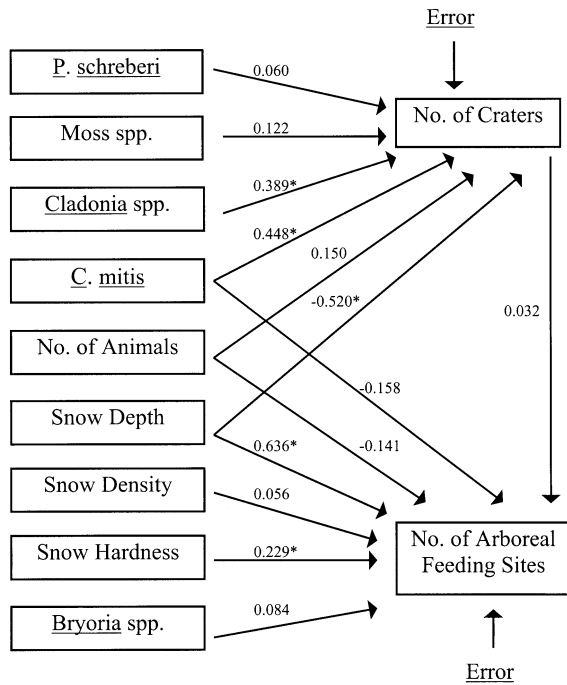 Error
P. schreberi
0.060
No. of Craters
Moss spp.
0.122
Cladonia spp.
0.389*
0.448*
C. mitis
0.150
-0.520*
0.032
No. of Animals
-0.158
Snow Depth
0.636*
-0.141
Snow Density
0.056
No. of Arboreal
Feeding Sites
Snow Hardness
0.229*
Bryoria spp.
0.084
Error